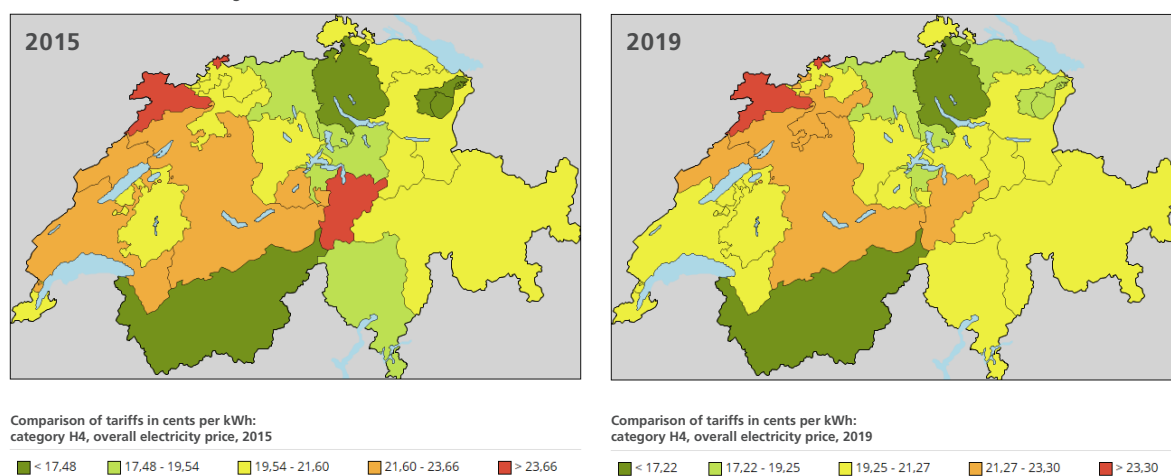 2015
2019
Comparison of tariffs in cents per kWh:
category H4, overall electricity price, 2015
< 17,48
17,48 - 19,54
19,54 - 21,60
21,60 - 23,66
> 23,66
Comparison of tariffs in cents per kWh:
category H4, overall electricity price, 2019
< 17,22
17,22 - 19,25
19,25 - 21,27
21,27 - 23,30
> 23,30